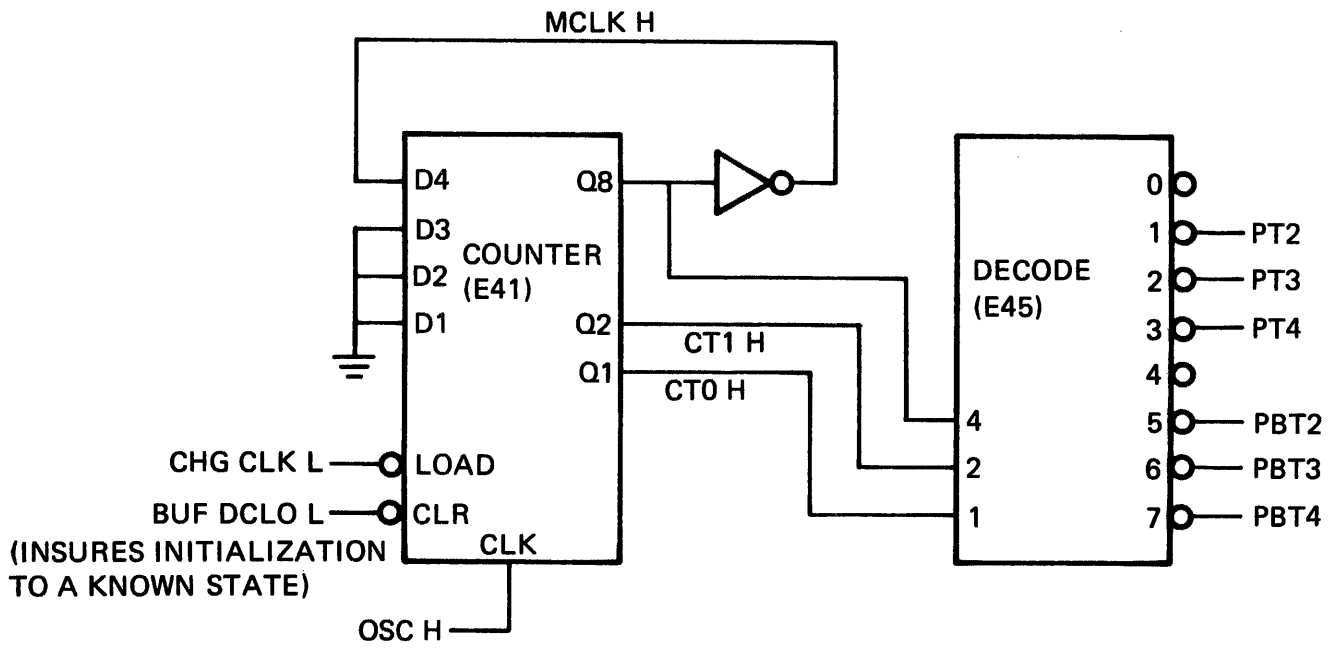 MCLK H
D4
D3
D2
D1
COUNTER
(E41)
Q8
Q2
Q1
CT1 H
CT0 H
CHG CLK L
LOAD
BUF DCLO L
CLR
(INSURES INITIALIZATION
TO A KNOWN STATE)
CLK
OSC H
DECODE
(E45)
4
2
1
0
1 PT2
2 PT3
3 PT4
4
5 PBT2
6 PBT3
7 PBT4